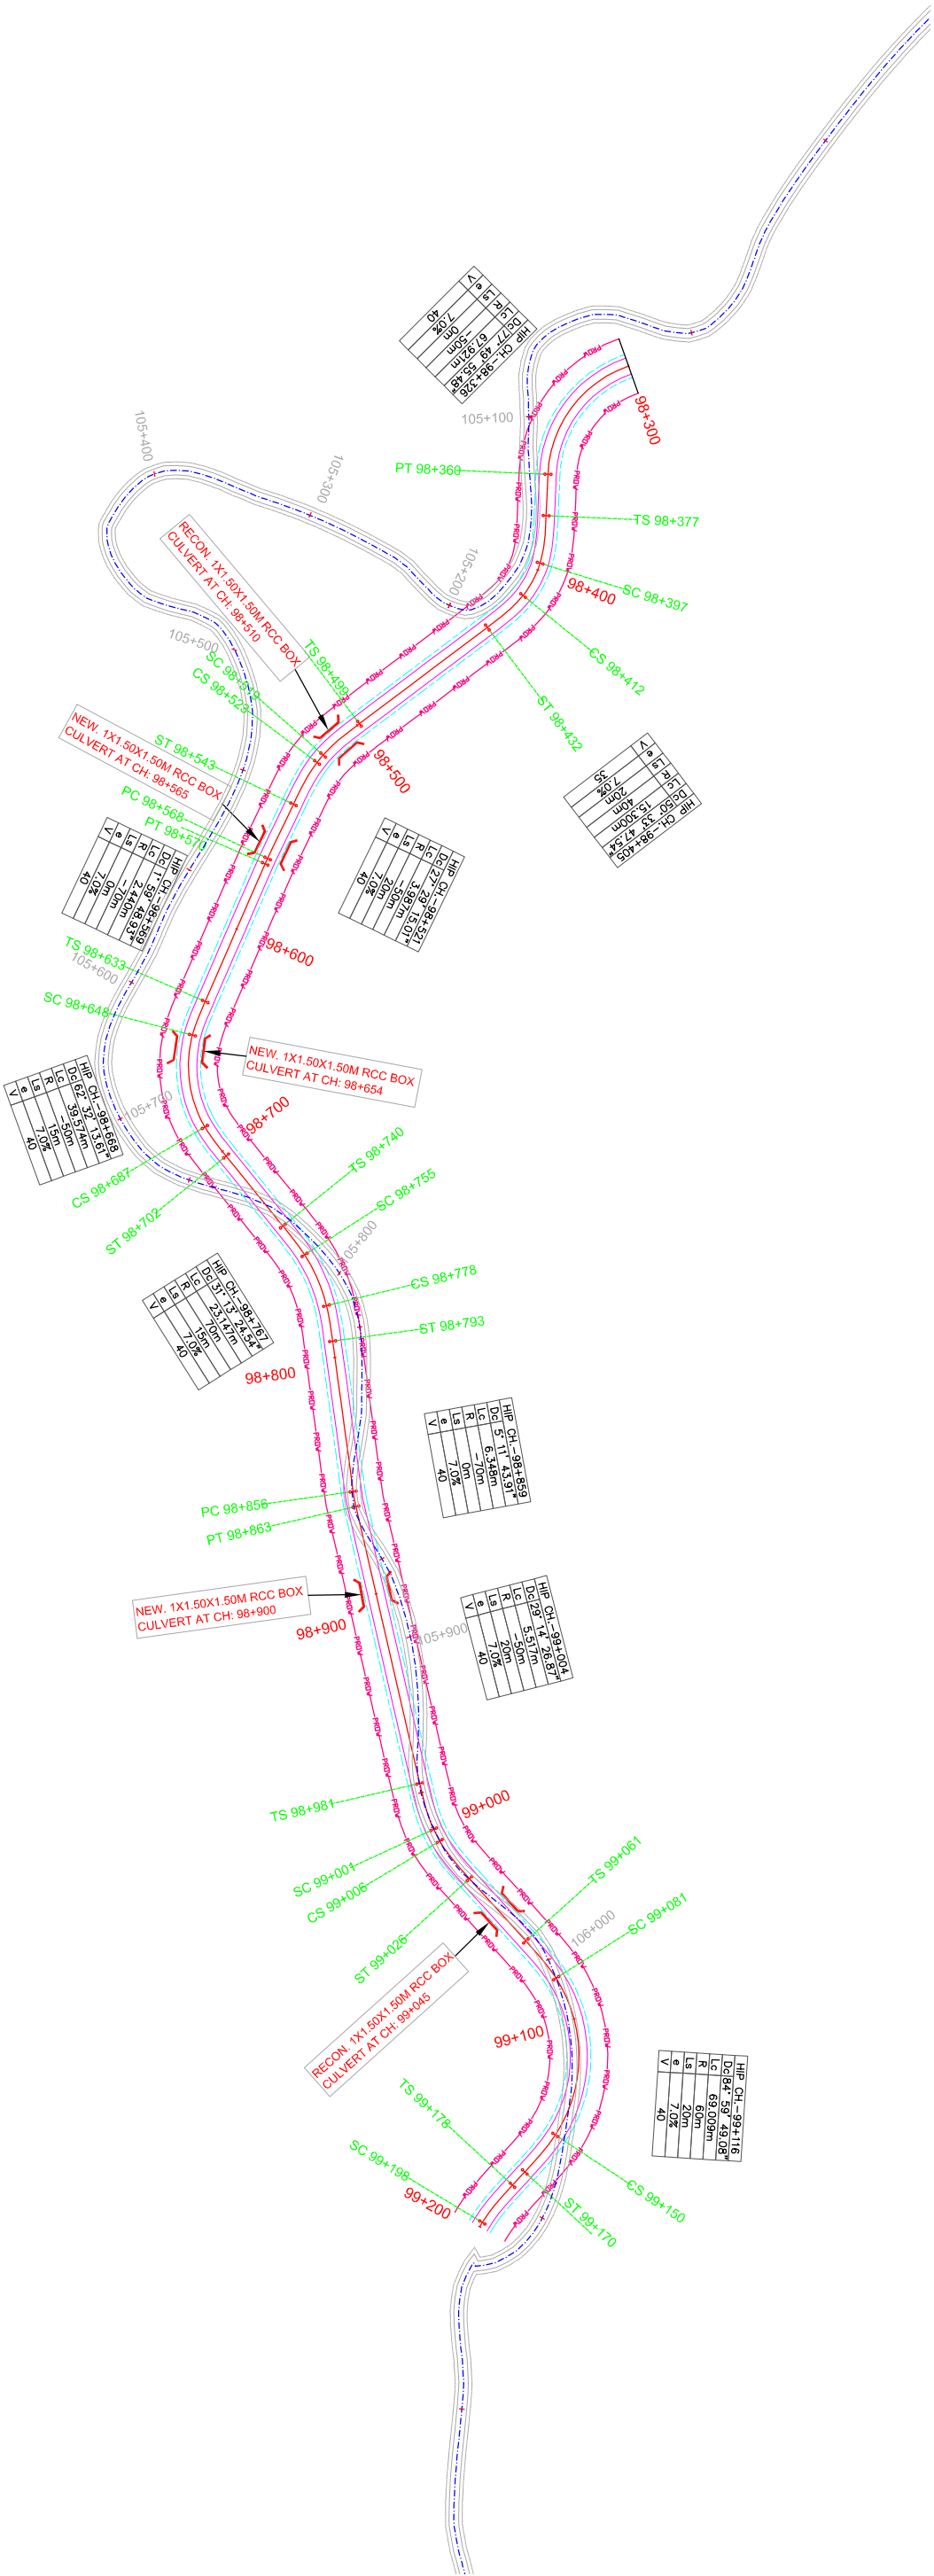 HIP CH.-98+326
Dc 77° 49' 55.48"
Lc 67.921m
R -50m
Ls 0m
e 7.0%
V 40
98+300
105+100
105+400
PT 98+360
105+300
TS 98+377
105+200
98+400
SC 98+397
RECON. 1X1.50X1.50M RCC BOX
CULVERT AT CH: 98+510
105+500
CS 98+412
TS 98+499
SC 98+519
CS 98+523
ST 98+432
NEW. 1X1.50X1.50M RCC BOX
CULVERT AT CH: 98+565
ST 98+543
98+500
HIP CH.-98+405
Dc 50° 33' 47.54"
Lc 15.300m
R 40m
Ls 20m
e 7.0%
V 35
PC 98+568
HIP CH.-98+569
Dc 1° 59' 48.93"
Lc 2.440m
R -70m
Ls 0m
e 7.0%
V 40
HIP CH.-98+521
Dc 27° 29' 15.01"
Lc 3.987m
R -50m
Ls 20m
e 7.0%
V 40
TS 98+633
105+600
98+600
SC 98+648
NEW. 1X1.50X1.50M RCC BOX
CULVERT AT CH: 98+654
HIP CH.-98+668
Dc 62° 32' 13.61"
Lc 39.574m
R -50m
Ls 15m
e 7.0%
V 40
105+700
98+700
TS 98+740
CS 98+687
SC 98+755
ST 98+702
105+800
CS 98+778
HIP CH.-98+767
Dc 31° 13' 24.54"
Lc 23.147m
R 70m
Ls 15m
e 7.0%
V 40
ST 98+793
98+800
HIP CH.-98+859
Dc 5° 11' 43.91"
Lc 6.348m
R -70m
Ls 0m
e 7.0%
V 40
PC 98+856
PT 98+863
NEW. 1X1.50X1.50M RCC BOX
CULVERT AT CH: 98+900
98+900
105+900
HIP CH.-99+004
Dc 29° 14' 26.87"
Lc 5.517m
R -50m
Ls 20m
e 7.0%
V 40
TS 98+981
99+000
SC 99+001
CS 99+006
TS 99+061
ST 99+026
106+000
SC 99+081
RECON. 1X1.50X1.50M RCC BOX
CULVERT AT CH: 99+045
99+100
HIP CH.-99+116
Dc 84° 59' 49.08"
Lc 69.009m
R 60m
Ls 20m
e 7.0%
V 40
TS 99+178
SC 99+198
99+200
CS 99+150
ST 99+170